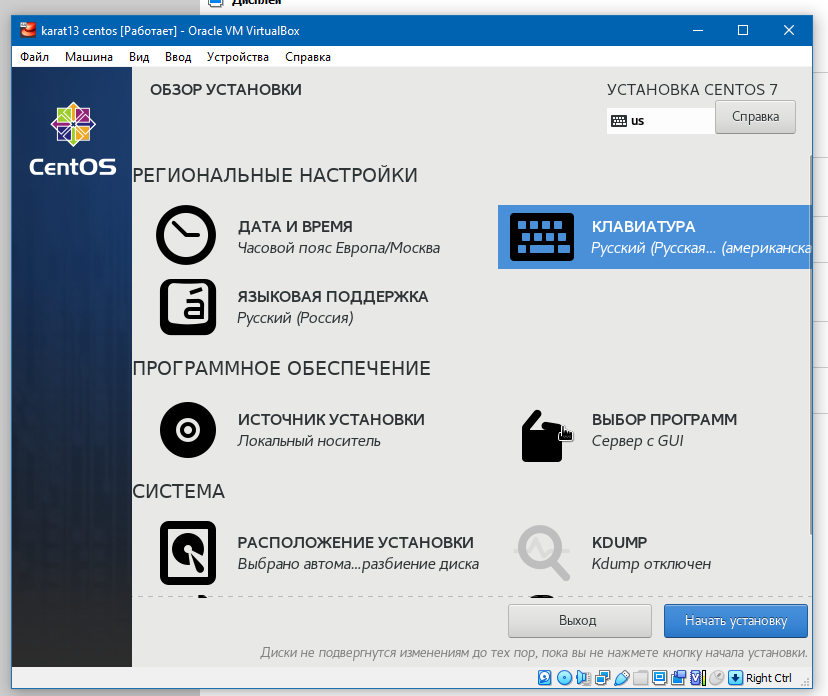 Дисплей
karat13 centos [Работает] - Oracle VM VirtualBox
Файл Машина Вид Ввод Устройства Справка
ОБЗОР УСТАНОВКИ
УСТАНОВКА CENTOS 7
us
Справка
CentOS
РЕГИОНАЛЬНЫЕ НАСТРОЙКИ
ДАТА И ВРЕМЯ
Часовой пояс Европа/Москва
КЛАВИАТУРА
Русский (Русская... (американска
ЯЗЫКОВАЯ ПОДДЕРЖКА
Русский (Россия)
ПРОГРАММНОЕ ОБЕСПЕЧЕНИЕ
ИСТОЧНИК УСТАНОВКИ
Локальный носитель
ВЫБОР ПРОГРАММ
Сервер с GUI
СИСТЕМА
РАСПОЛОЖЕНИЕ УСТАНОВКИ
Выбрано автома...разбиение диска
KDUMP
Kdump отключен
Выход
Начать установку
Диски не подвергнутся изменениям до тех пор, пока вы не нажмете кнопку начала установки.
Right Ctrl